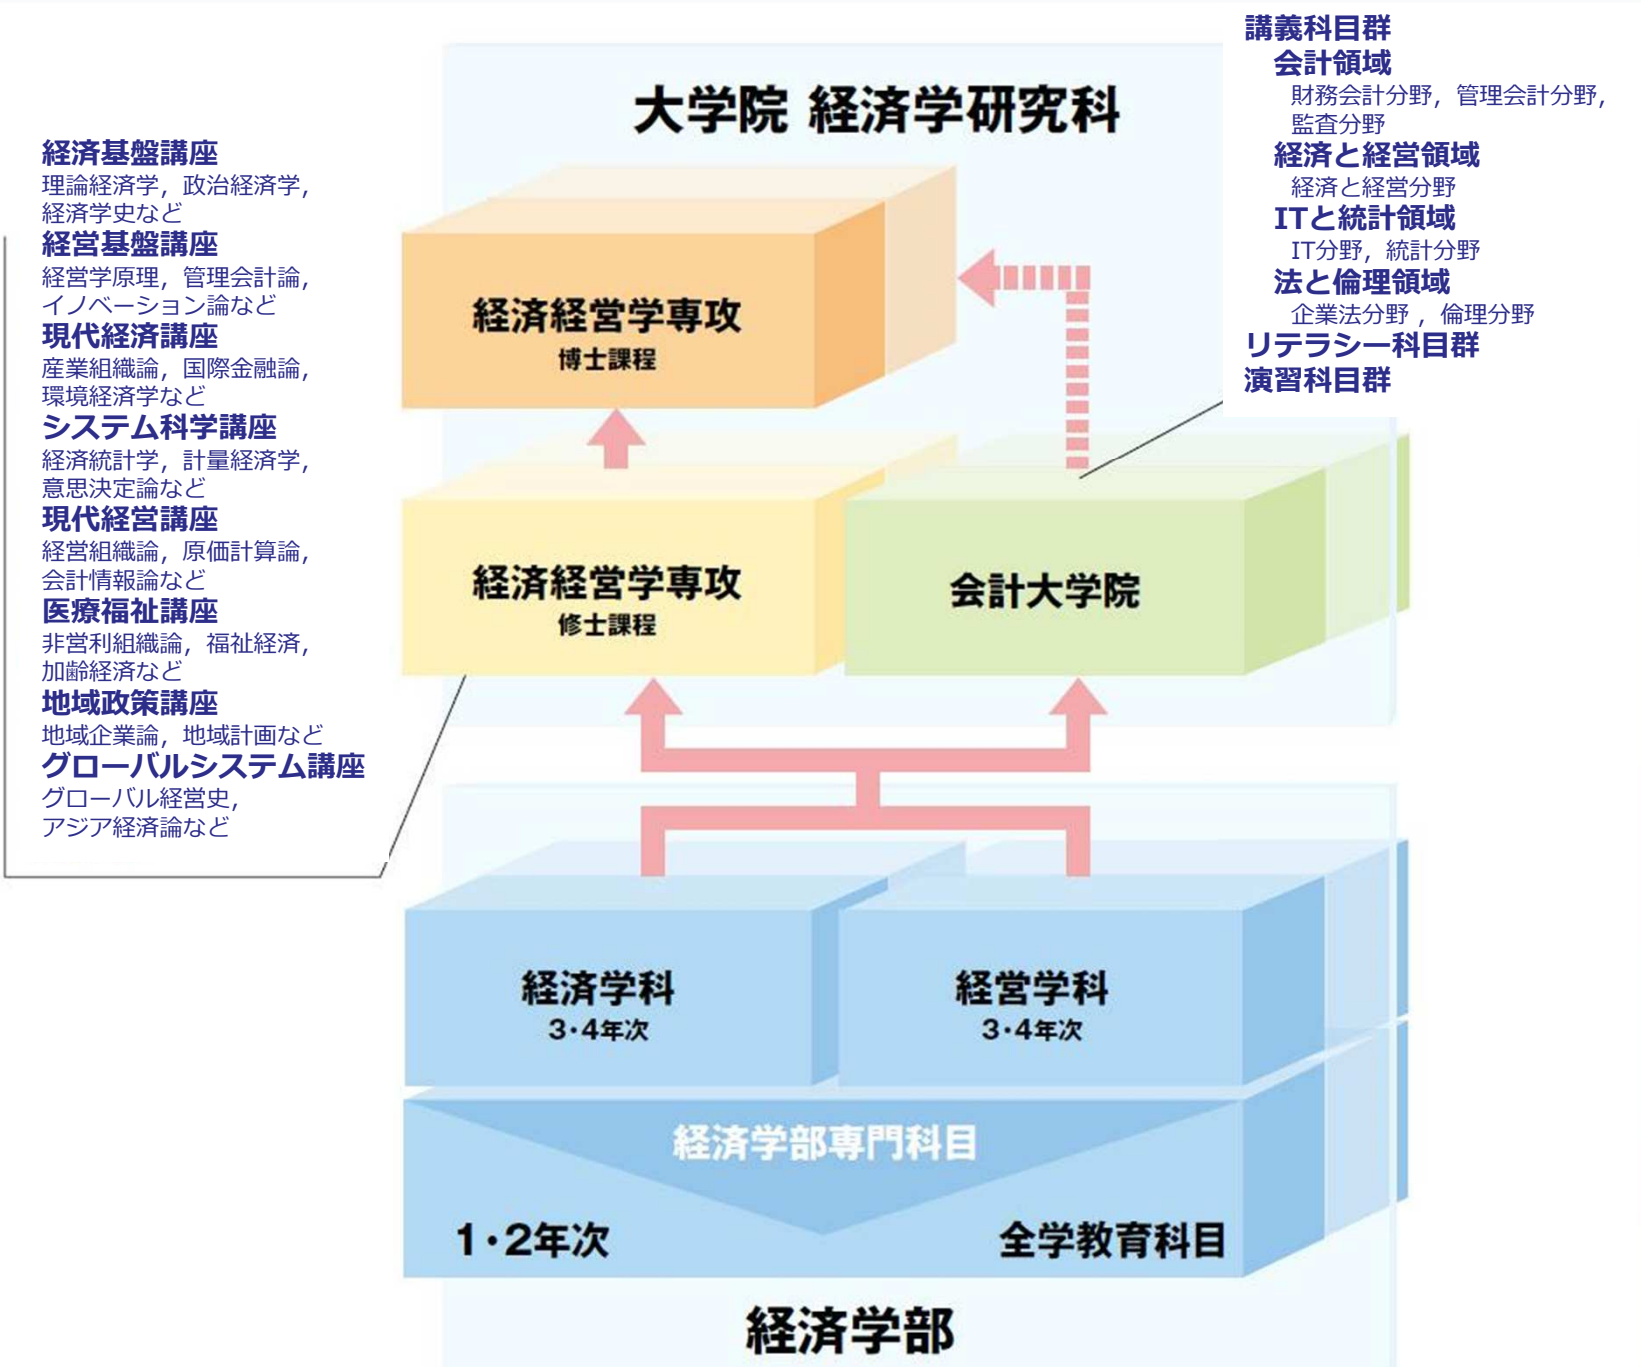 大学院 経済学研究科
経済基盤講座
理論経済学，政治経済学，
経済学史など
経営基盤講座
経営学原理，管理会計論，
イノベーション論など
現代経済講座
産業組織論，国際金融論，
環境経済学など
システム科学講座
経済統計学，計量経済学，
意思決定論など
現代経営講座
経営組織論，原価計算論，
会計情報論など
医療福祉講座
非営利組織論，福祉経済，
加齢経済など
地域政策講座
地域企業論，地域計画など
グローバルシステム講座
グローバル経営史，
アジア経済論など
講義科目群
会計領域
財務会計分野，管理会計分野，
監査分野
経済と経営領域
経済と経営分野
ITと統計領域
IT分野，統計分野
法と倫理領域
企業法分野，倫理分野
リテラシー科目群
演習科目群
経済経営学専攻
博士課程
経済経営学専攻
修士課程
会計大学院
経済学科
3・4年次
経営学科
3・4年次
経済学部専門科目
1・2年次
全学教育科目
経済学部